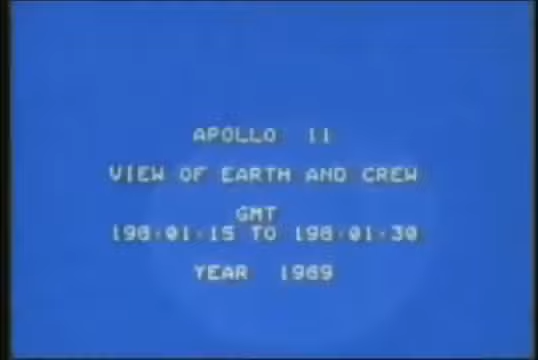 APOLLO 11
VIEW OF EARTH AND CREW
GMT
198:01:15 TO 198:01:30
YEAR 1969